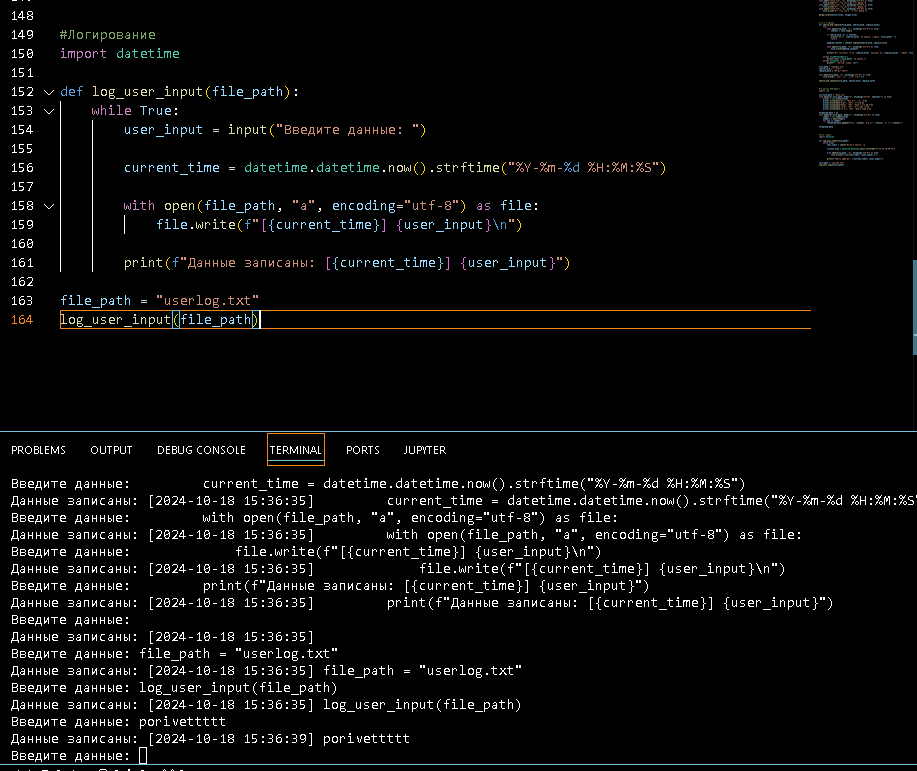 148
149 #Логирование
150 import datetime
151
152 def log_user_input(file_path):
153 while True:
154 user_input = input("Введите данные: ")
155
156 current_time = datetime.datetime.now().strftime("%Y-%m-%d %H:%M:%S")
157
158 with open(file_path, "a", encoding="utf-8") as file:
159 file.write(f"[{current_time}] {user_input}\n")
160
161 print(f"Данные записаны: [{current_time}] {user_input}")
162
163 file_path = "userlog.txt"
164 log_user_input(file_path)
PROBLEMS OUTPUT DEBUG CONSOLE TERMINAL PORTS JUPYTER
Введите данные: current_time = datetime.datetime.now().strftime("%Y-%m-%d %H:%M:%S")
Данные записаны: [2024-10-18 15:36:35] current_time = datetime.datetime.now().strftime("%Y-%m-%d %H:%M:%S"
Введите данные: with open(file_path, "a", encoding="utf-8") as file:
Данные записаны: [2024-10-18 15:36:35] with open(file_path, "a", encoding="utf-8") as file:
Введите данные: file.write(f"[{current_time}] {user_input}\n")
Данные записаны: [2024-10-18 15:36:35] file.write(f"[{current_time}] {user_input}\n")
Введите данные: print(f"Данные записаны: [{current_time}] {user_input}")
Данные записаны: [2024-10-18 15:36:35] print(f"Данные записаны: [{current_time}] {user_input}")
Введите данные:
Данные записаны: [2024-10-18 15:36:35]
Введите данные: file_path = "userlog.txt"
Данные записаны: [2024-10-18 15:36:35] file_path = "userlog.txt"
Введите данные: log_user_input(file_path)
Данные записаны: [2024-10-18 15:36:35] log_user_input(file_path)
Введите данные: porivettttt
Данные записаны: [2024-10-18 15:36:39] porivettttt
Введите данные: